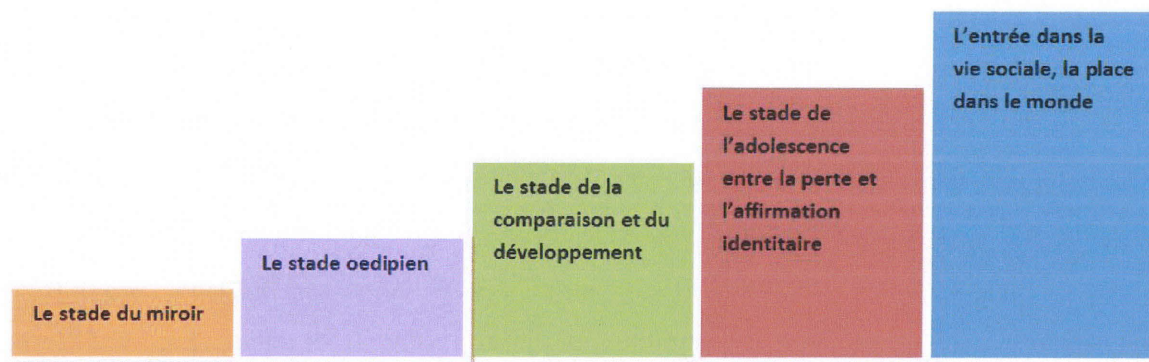 Le stade du miroir
Le stade oedipien
Le stade de la
comparaison et du
développement
Le stade de
l'adolescence
entre la perte et
l'affirmation
identitaire
L'entrée dans la
vie sociale, la place
dans le monde